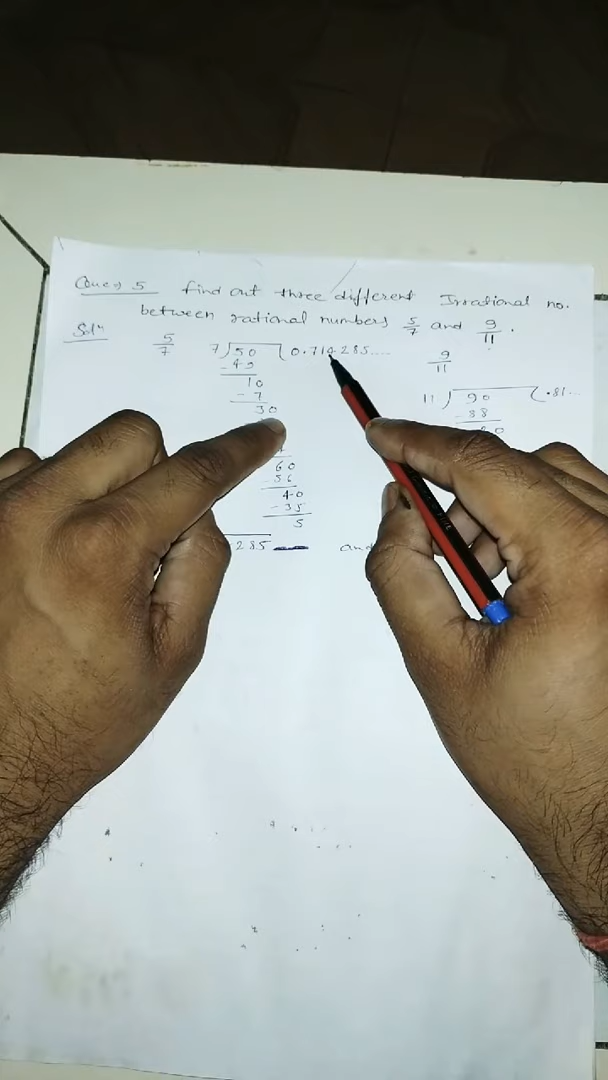 Ques 5 find out three different Irrational no.
between rational numbers 5/7 and 9/11.
Solⁿ 5/7 7 ) 50 ( 0.714285.... 9/11
- 49
10 11 ) 90 ( .81...
- 7 - 88
30
60
- 56
40
- 35
5
285